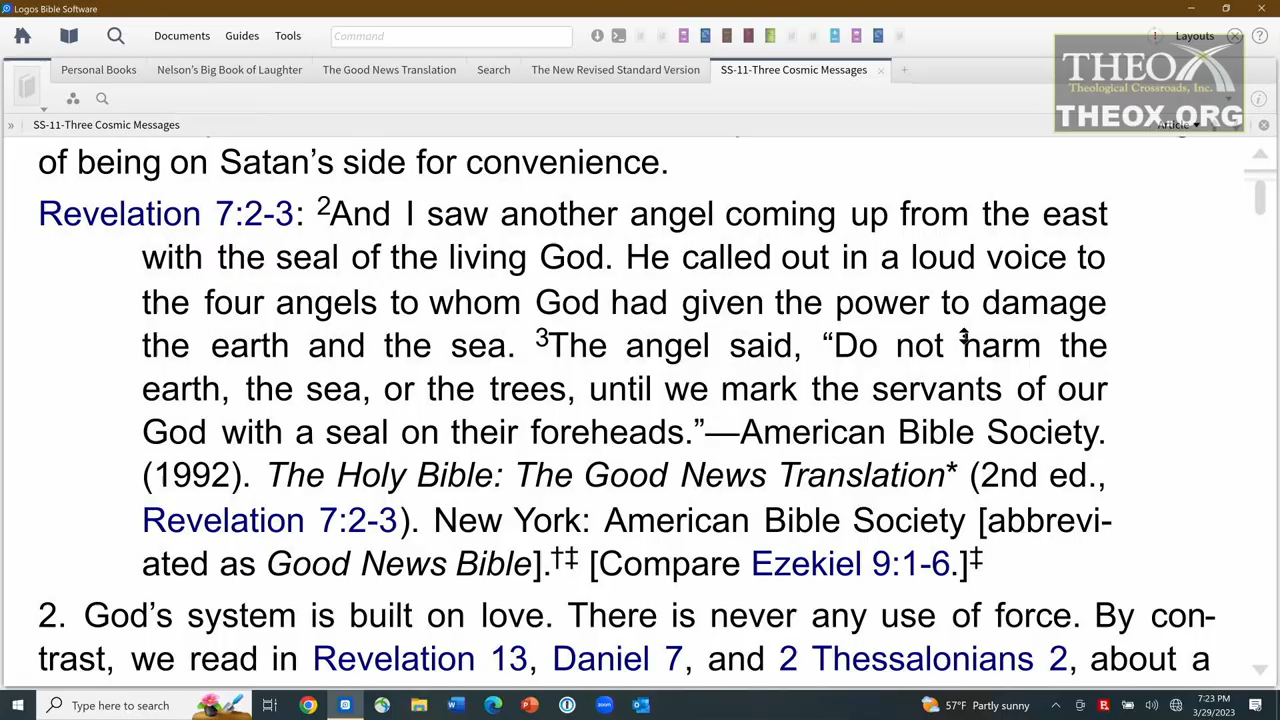 Logos Bible Software
Documents Guides Tools Command Layouts
Personal Books Nelson's Big Book of Laughter The Good News Translation Search The New Revised Standard Version SS-11-Three Cosmic Messages
THEOX
Theological Crossroads, Inc.
THEOX.ORG
SS-11-Three Cosmic Messages Article
of being on Satan's side for convenience.
Revelation 7:2-3: 2And I saw another angel coming up from the east
with the seal of the living God. He called out in a loud voice to
the four angels to whom God had given the power to damage
the earth and the sea. 3The angel said, “Do not harm the
earth, the sea, or the trees, until we mark the servants of our
God with a seal on their foreheads.”—American Bible Society.
(1992). The Holy Bible: The Good News Translation* (2nd ed.,
Revelation 7:2-3). New York: American Bible Society [abbrevi-
ated as Good News Bible].†‡ [Compare Ezekiel 9:1-6.]‡
2. God's system is built on love. There is never any use of force. By con-
trast, we read in Revelation 13, Daniel 7, and 2 Thessalonians 2, about a
Type here to search 57°F Partly sunny 7:23 PM
3/29/2023